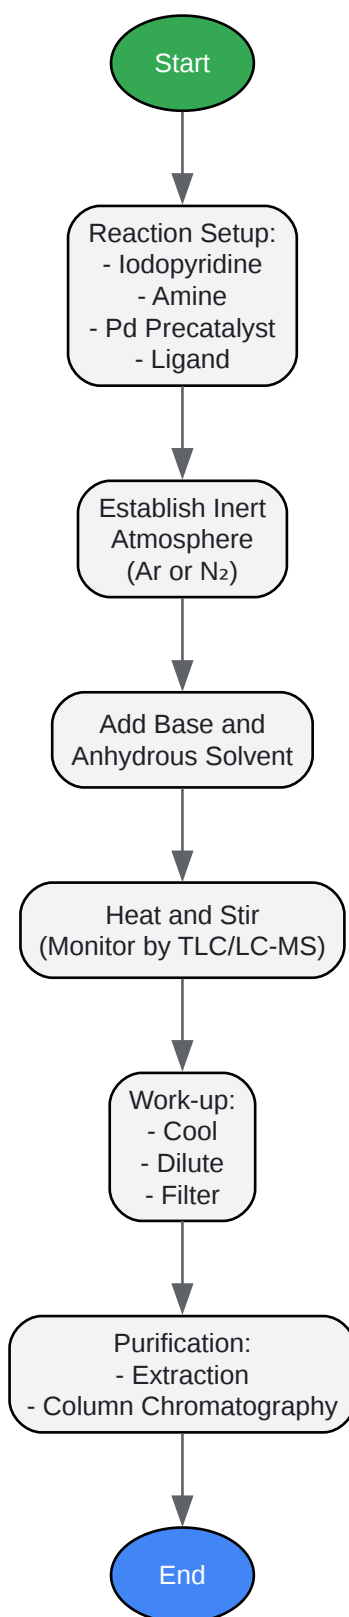 Start
Reaction Setup:
- Iodopyridine
- Amine
- Pd Precatalyst
- Ligand
Establish Inert
Atmosphere
(Ar or N₂)
Add Base and
Anhydrous Solvent
Heat and Stir
(Monitor by TLC/LC-MS)
Work-up:
- Cool
- Dilute
- Filter
Purification:
- Extraction
- Column Chromatography
End